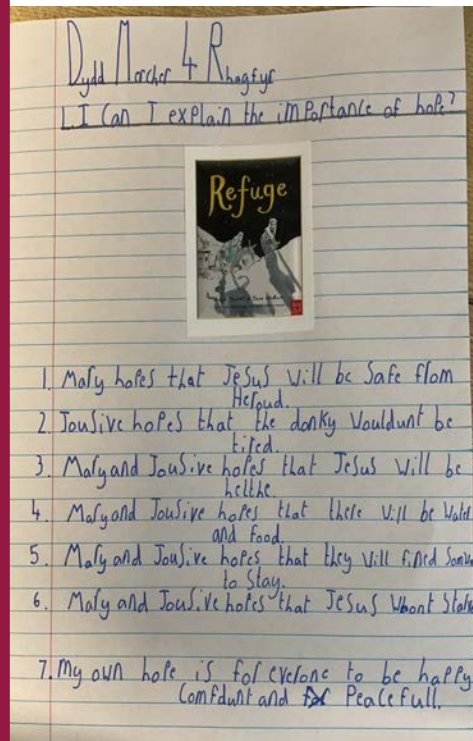 Dydd Mercher 4 Rhagfyr
L.I Can I explain the importance of hope?
Refuge
1. Mary hopes that Jesus will be safe from
Heroud.
2. Jousive hopes that the donky wouldunt be
tired.
3. Mary and Jousive hopes that Jesus will be
helthe.
4. Mary and Jousive hopes that there will be Water
and food.
5. Mary and Jousive hopes that they will fined
to stay.
6. Mary and Jousive hopes that Jesus Wont
7. My own hope is for everone to be happy
Comfdunt and Peacefull.